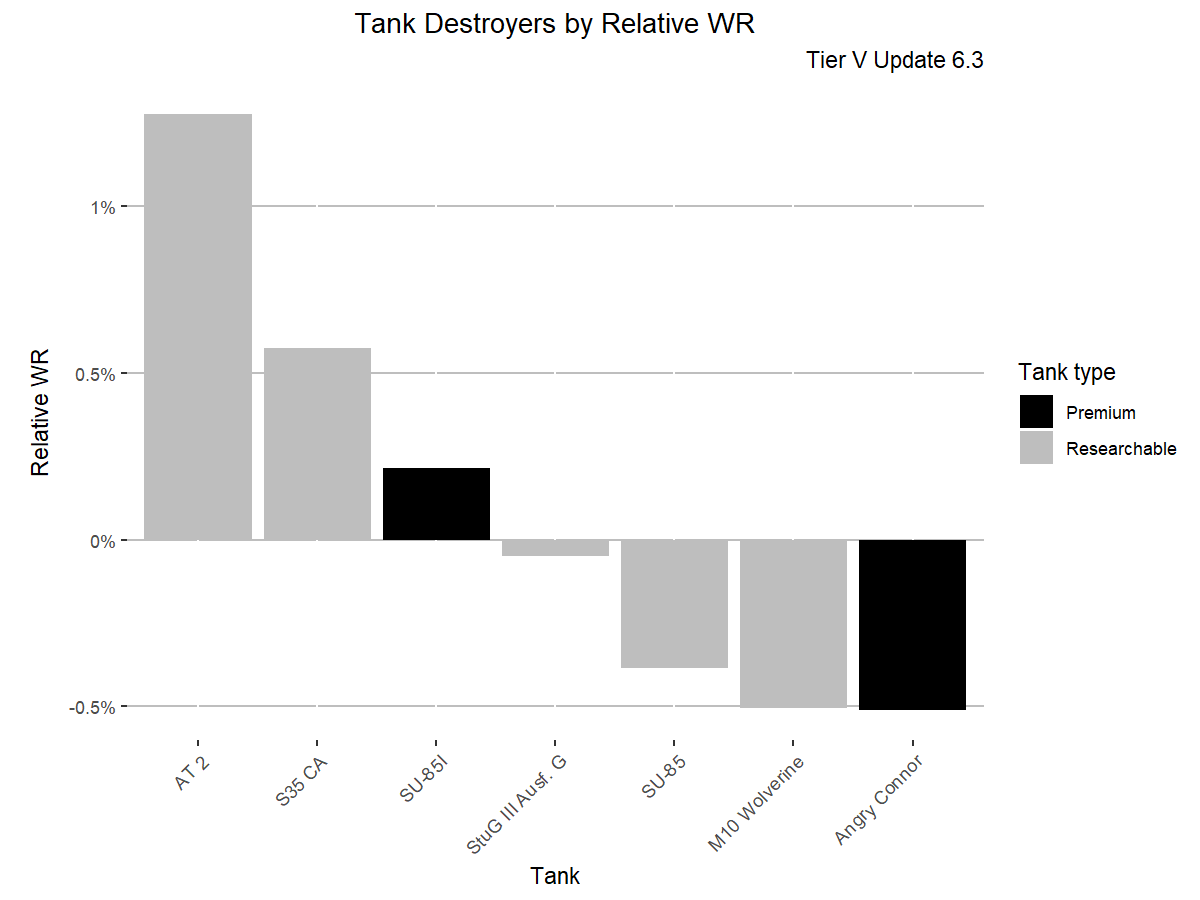 Tank Destroyers by Relative WR
Tier V Update 6.3
Relative WR
1%
0.5%
0%
-0.5%
AT 2
S35 CA
SU-85I
StuG III Ausf. G
SU-85
M10 Wolverine
Angry Connor
Tank
Tank type
Premium
Researchable